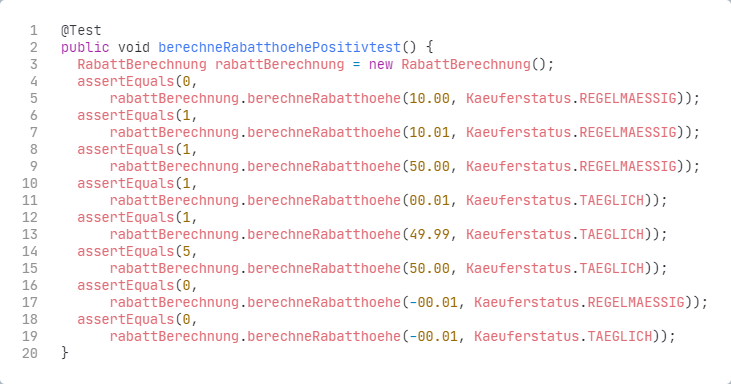 1 @Test
2 public void berechneRabatthoehePositivtest() {
3 RabattBerechnung rabattBerechnung = new RabattBerechnung();
4 assertEquals(0,
5 rabattBerechnung.berechneRabatthoehe(10.00, Kaeuferstatus.REGELMAESSIG));
6 assertEquals(1,
7 rabattBerechnung.berechneRabatthoehe(10.01, Kaeuferstatus.REGELMAESSIG));
8 assertEquals(1,
9 rabattBerechnung.berechneRabatthoehe(50.00, Kaeuferstatus.REGELMAESSIG));
10 assertEquals(1,
11 rabattBerechnung.berechneRabatthoehe(00.01, Kaeuferstatus.TAEGLICH));
12 assertEquals(1,
13 rabattBerechnung.berechneRabatthoehe(49.99, Kaeuferstatus.TAEGLICH));
14 assertEquals(5,
15 rabattBerechnung.berechneRabatthoehe(50.00, Kaeuferstatus.TAEGLICH));
16 assertEquals(0,
17 rabattBerechnung.berechneRabatthoehe(-00.01, Kaeuferstatus.REGELMAESSIG));
18 assertEquals(0,
19 rabattBerechnung.berechneRabatthoehe(-00.01, Kaeuferstatus.TAEGLICH));
20 }